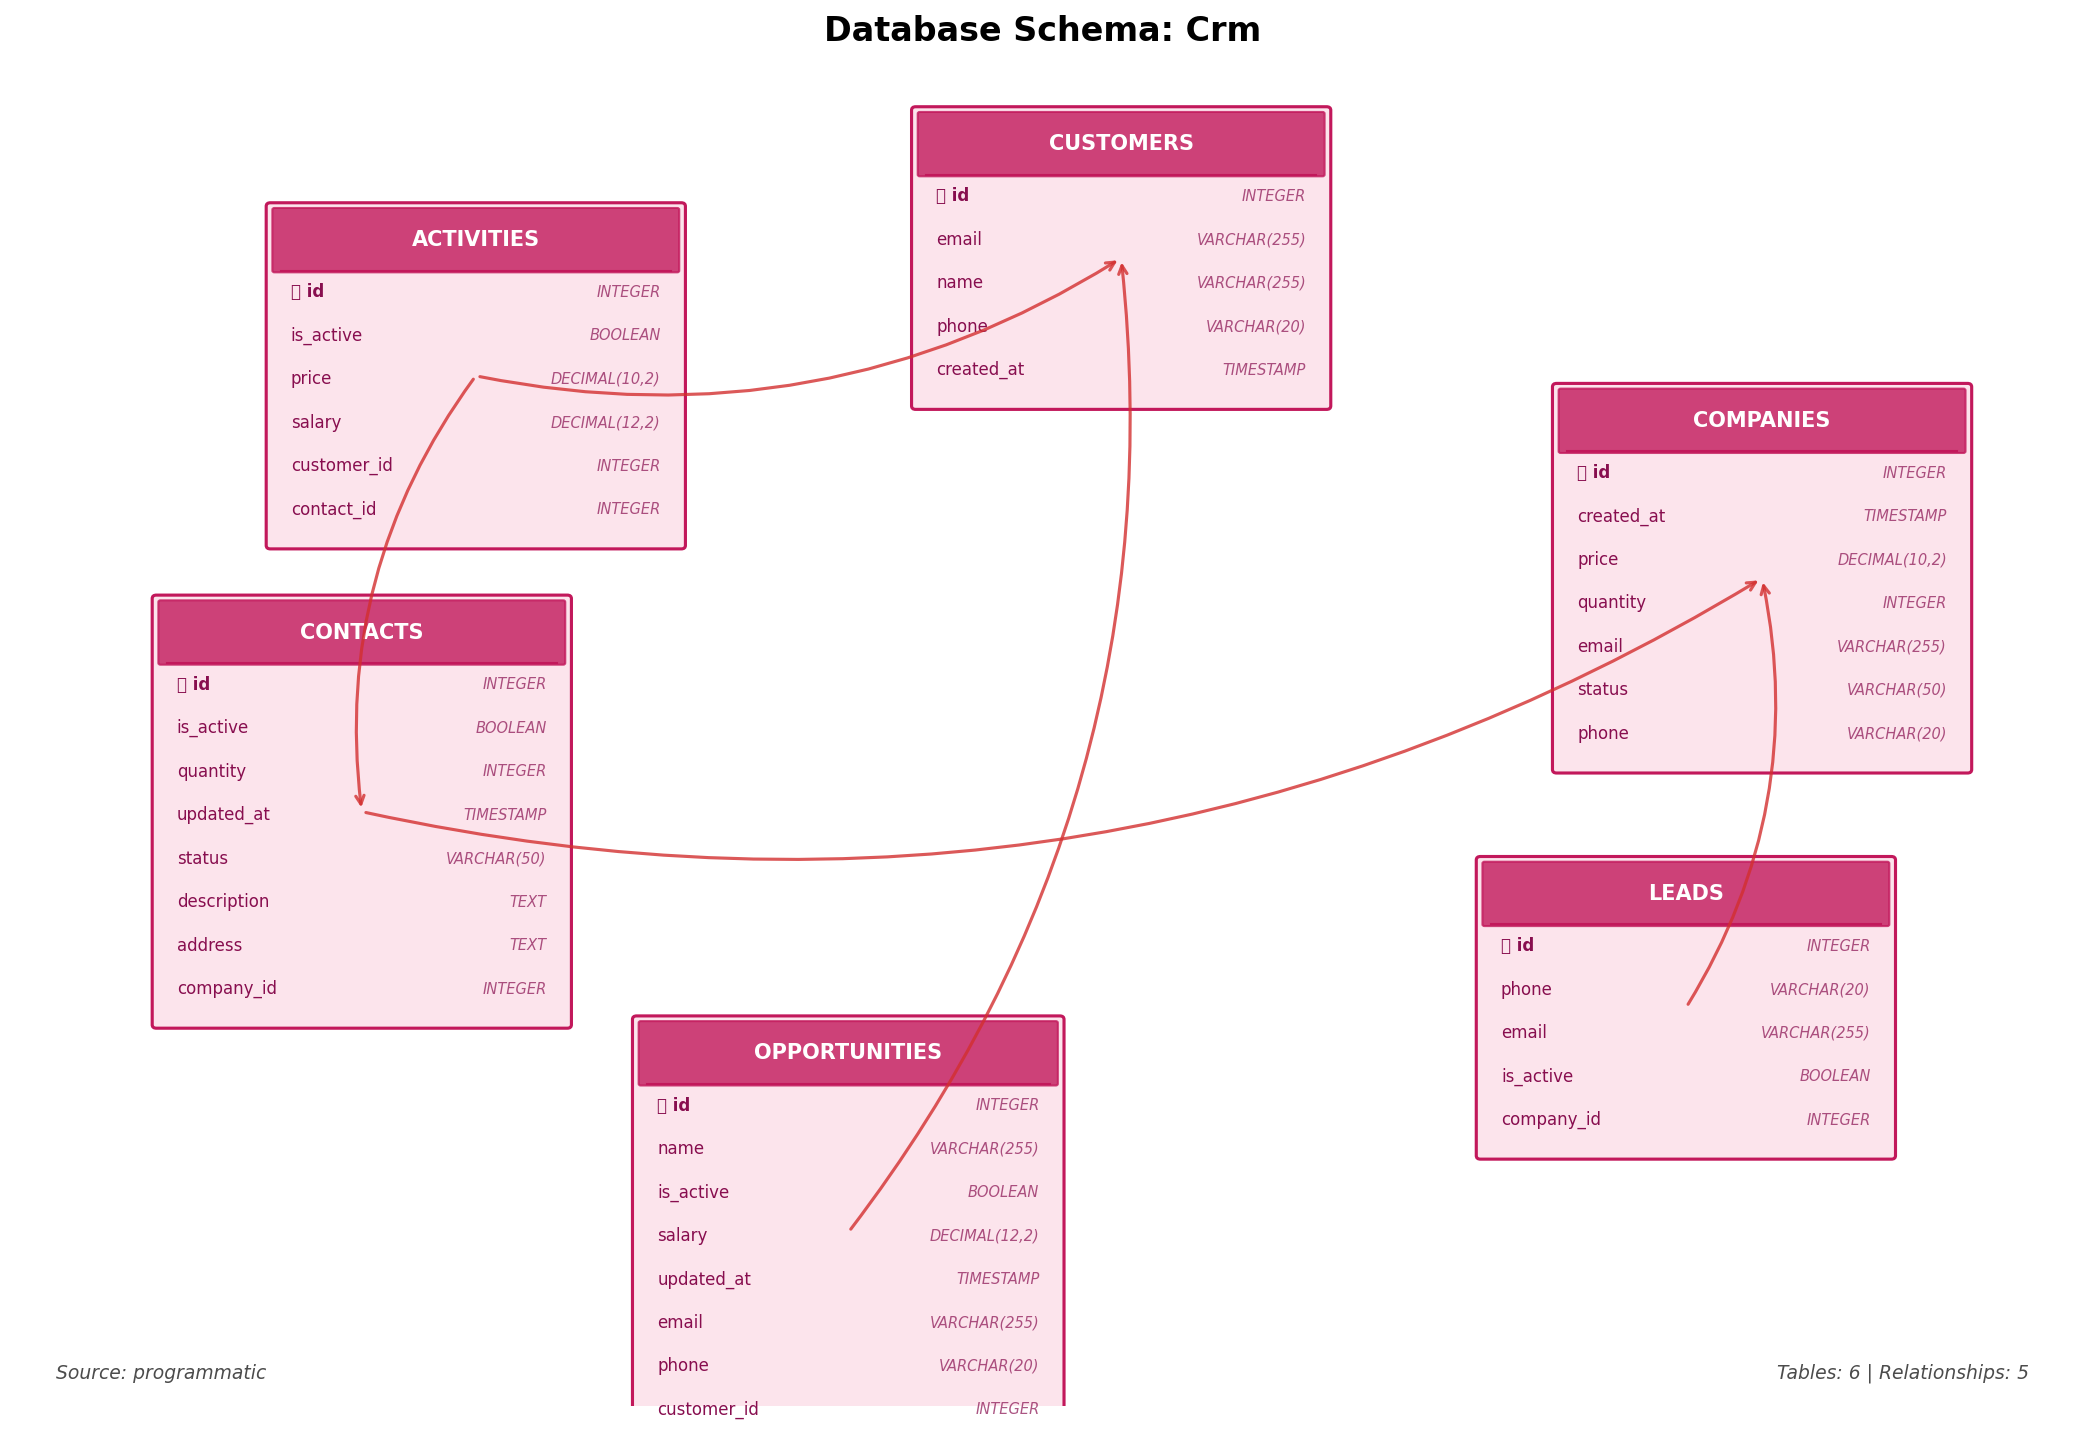 Database Schema: Crm
CUSTOMERS
id INTEGER
email VARCHAR(255)
name VARCHAR(255)
phone VARCHAR(20)
created_at TIMESTAMP
ACTIVITIES
id INTEGER
is_active BOOLEAN
price DECIMAL(10,2)
salary DECIMAL(12,2)
customer_id INTEGER
contact_id INTEGER
COMPANIES
id INTEGER
created_at TIMESTAMP
price DECIMAL(10,2)
quantity INTEGER
email VARCHAR(255)
status VARCHAR(50)
phone VARCHAR(20)
CONTACTS
id INTEGER
is_active BOOLEAN
quantity INTEGER
updated_at TIMESTAMP
status VARCHAR(50)
description TEXT
address TEXT
company_id INTEGER
LEADS
id INTEGER
phone VARCHAR(20)
email VARCHAR(255)
is_active BOOLEAN
company_id INTEGER
OPPORTUNITIES
id INTEGER
name VARCHAR(255)
is_active BOOLEAN
salary DECIMAL(12,2)
updated_at TIMESTAMP
email VARCHAR(255)
phone VARCHAR(20)
customer_id INTEGER
Source: programmatic
Tables: 6 | Relationships: 5